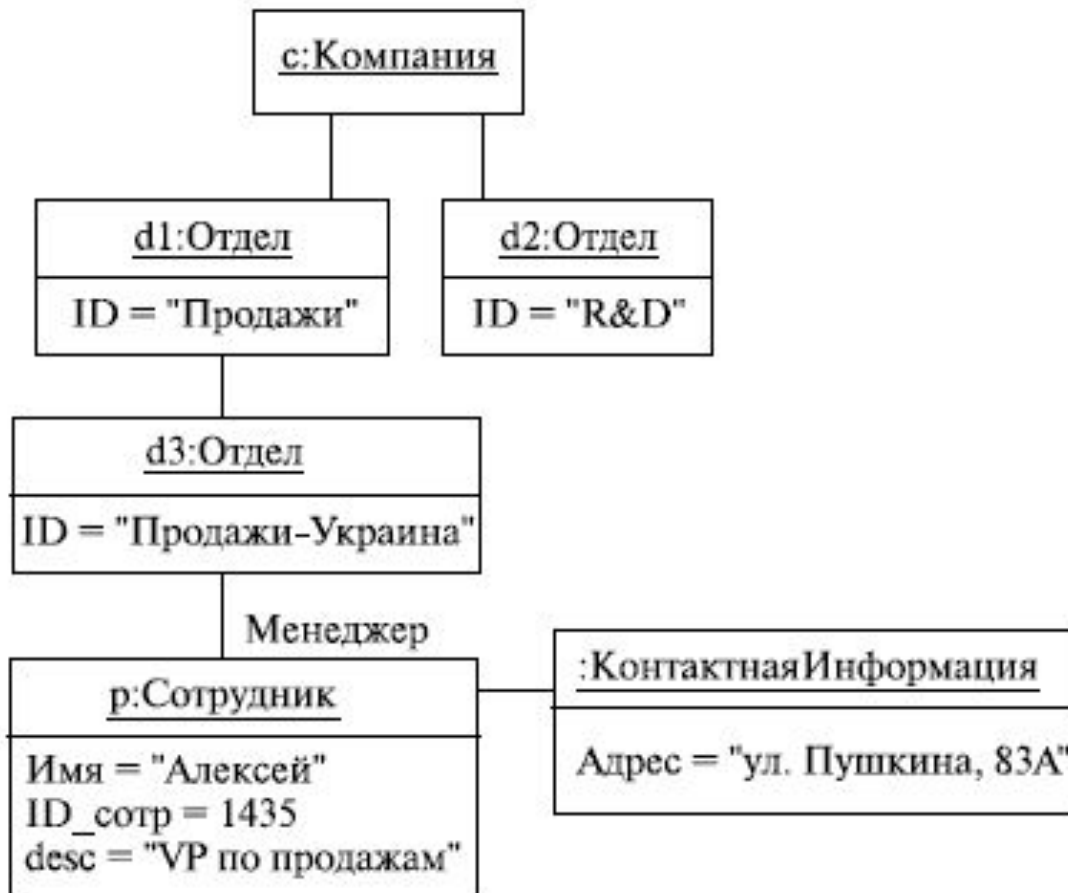 c:Компания
d1:Отдел
ID = "Продажи"
d2:Отдел
ID = "R&D"
d3:Отдел
ID = "Продажи-Украина"
Менеджер
p:Сотрудник
Имя = "Алексей"
ID_сотр = 1435
desc = "VP по продажам"
:КонтактнаяИнформация
Адрес = "ул. Пушкина, 83А"